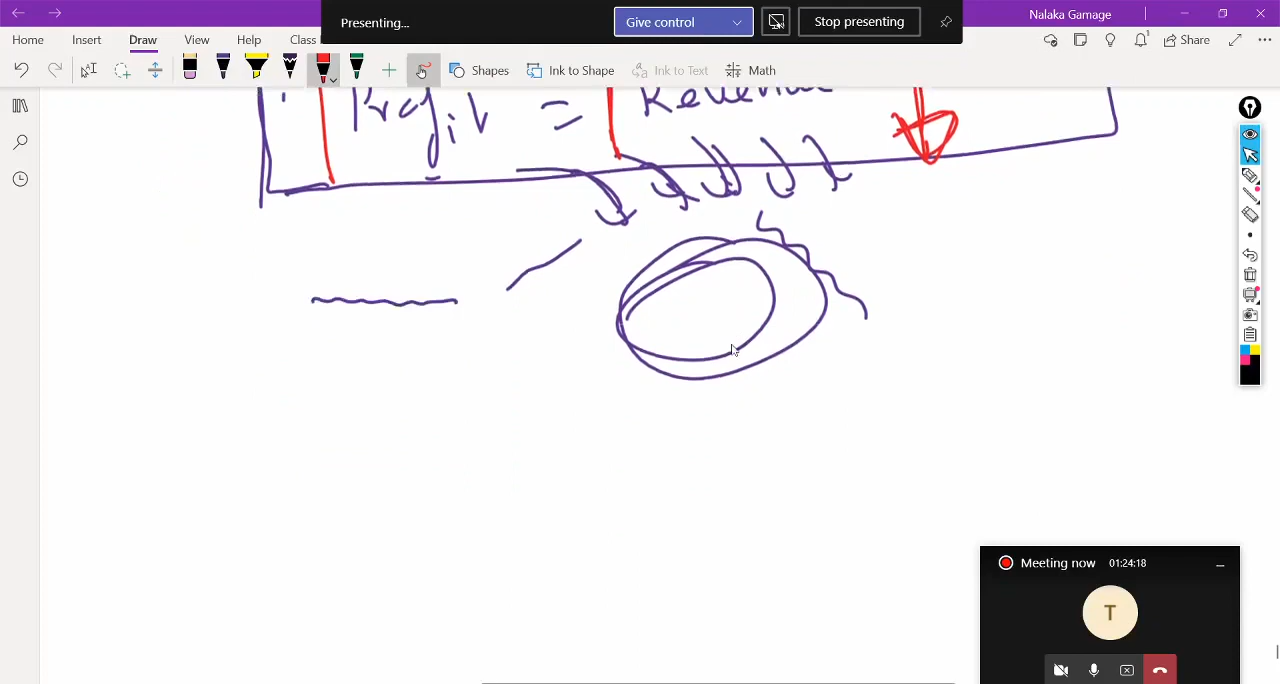 Presenting...
Give control
Stop presenting
Nalaka Gamage
Home Insert Draw View Help Class
Share
Shapes
Ink to Shape
Ink to Text
Math
Profit = Revenue
Meeting now 01:24:18
T